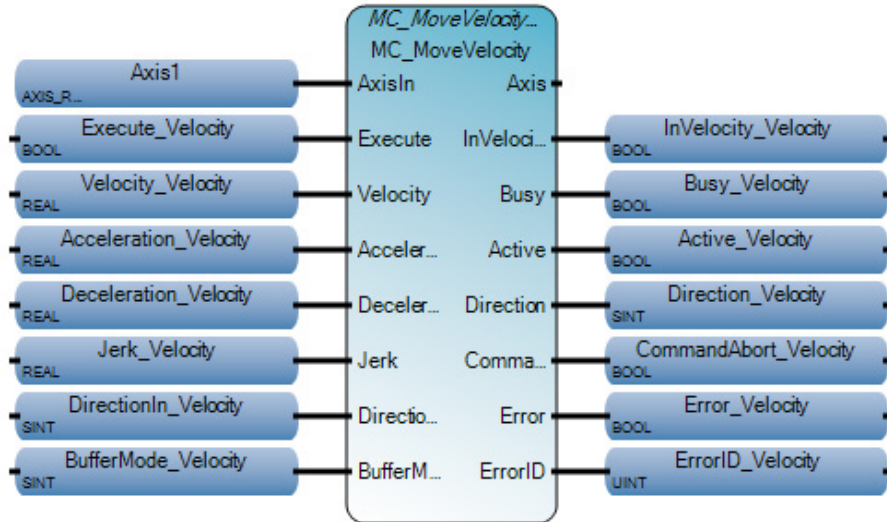 MC_MoveVelocity...
MC_MoveVelocity
Axis1
AXIS_R...
AxisIn
Axis
Execute_Velocity
BOOL
Execute
InVeloci...
InVelocity_Velocity
BOOL
Velocity_Velocity
REAL
Velocity
Busy
Busy_Velocity
BOOL
Acceleration_Velocity
REAL
Acceler...
Active
Active_Velocity
BOOL
Deceleration_Velocity
REAL
Deceler...
Direction
Direction_Velocity
SINT
Jerk_Velocity
REAL
Jerk
Comma...
CommandAbort_Velocity
BOOL
DirectionIn_Velocity
SINT
Directio...
Error
Error_Velocity
BOOL
BufferMode_Velocity
SINT
BufferM...
ErrorID
ErrorID_Velocity
UINT